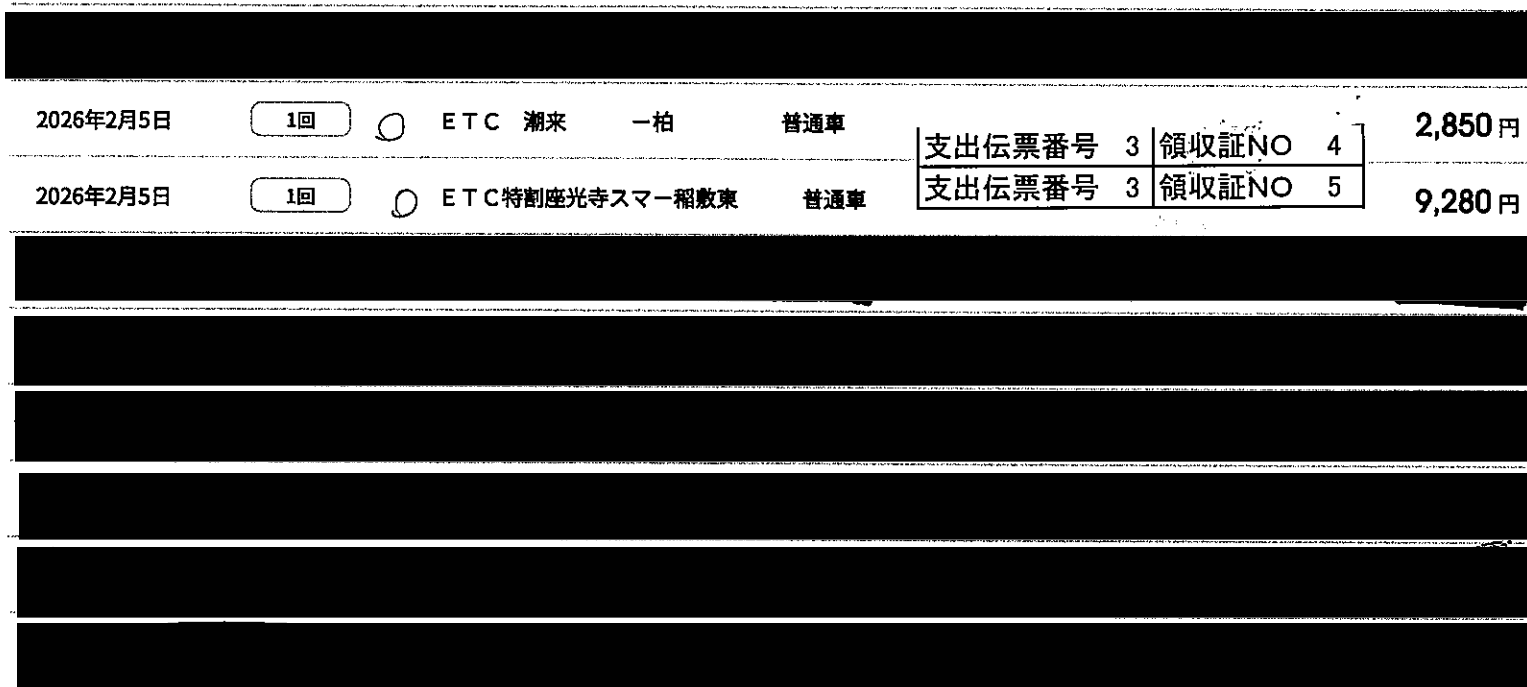 2026年2月5日 1回 ETC 潮来 ー柏 普通車 支出伝票番号 3 領収証NO 4 2,850円
2026年2月5日 1回 ETC特割座光寺スマー稲敷東 普通車 支出伝票番号 3 領収証NO 5 9,280円